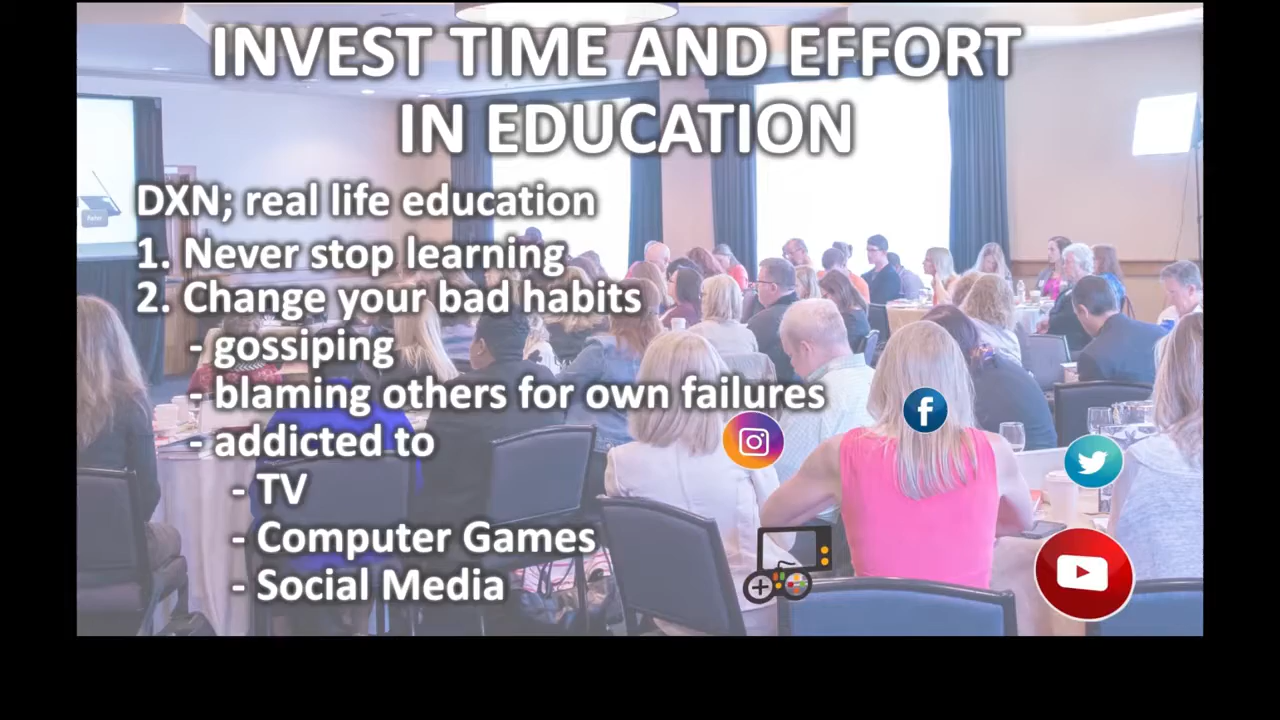 INVEST TIME AND EFFORT
IN EDUCATION
DXN; real life education
1. Never stop learning
2. Change your bad habits
- gossiping
- blaming others for own failures
- addicted to
- TV
- Computer Games
- Social Media